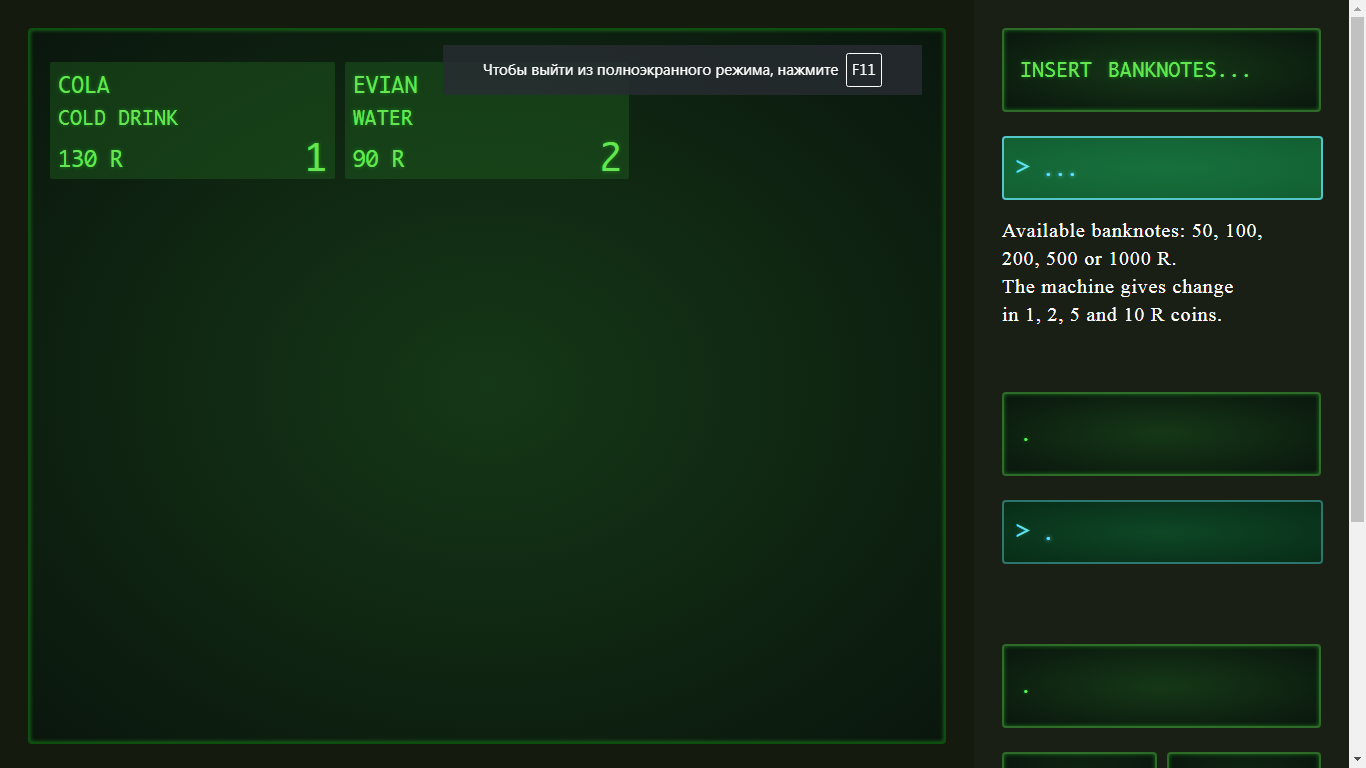 COLA
COLD DRINK
130 R
1
EVIAN
WATER
90 R
2
Чтобы выйти из полноэкранного режима, нажмите F11
INSERT BANKNOTES...
> ...
Available banknotes: 50, 100,
200, 500 or 1000 R.
The machine gives change
in 1, 2, 5 and 10 R coins.
.
> .
.